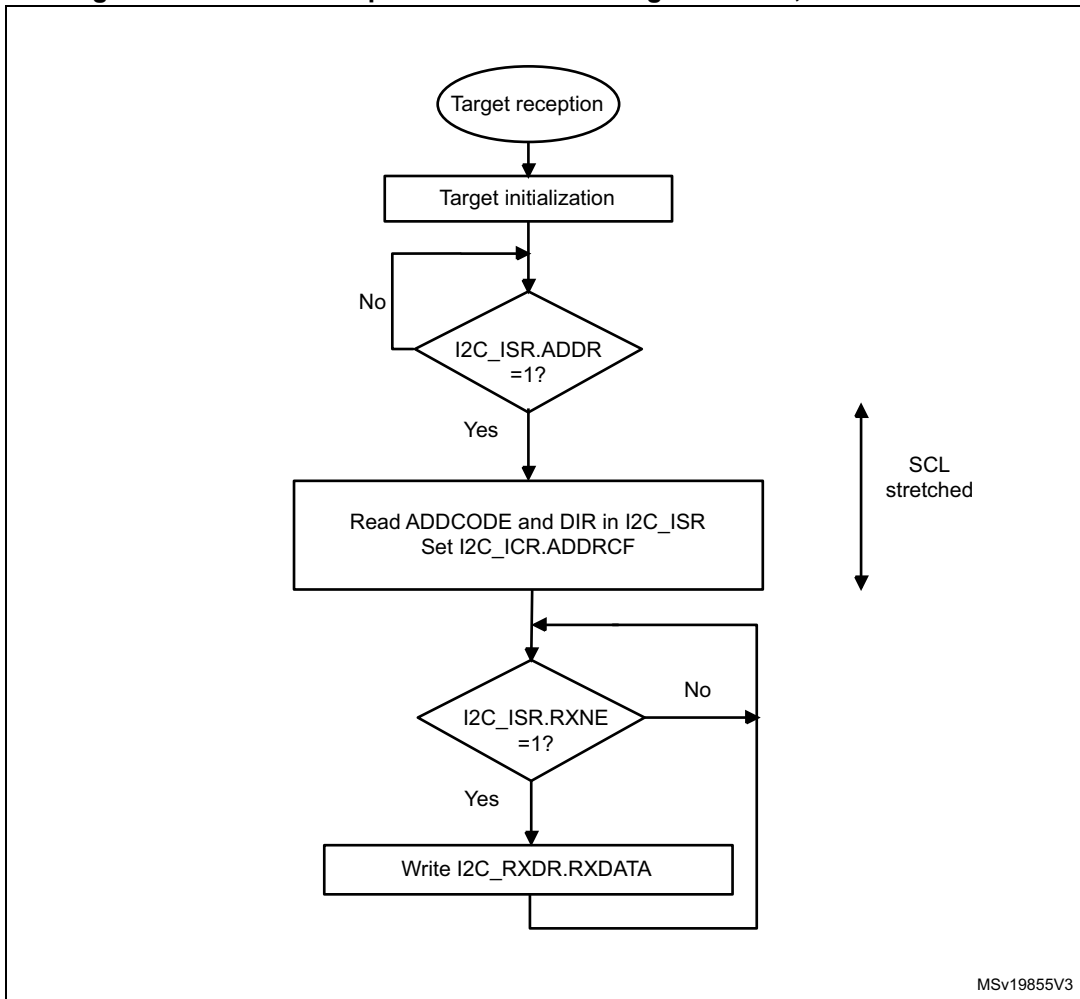 Target reception
Target initialization
No
I2C_ISR.ADDR
=1?
Yes
SCL
stretched
Read ADDCODE and DIR in I2C_ISR
Set I2C_ICR.ADDRCF
No
I2C_ISR.RXNE
=1?
Yes
Write I2C_RXDR.RXDATA
MSv19855V3